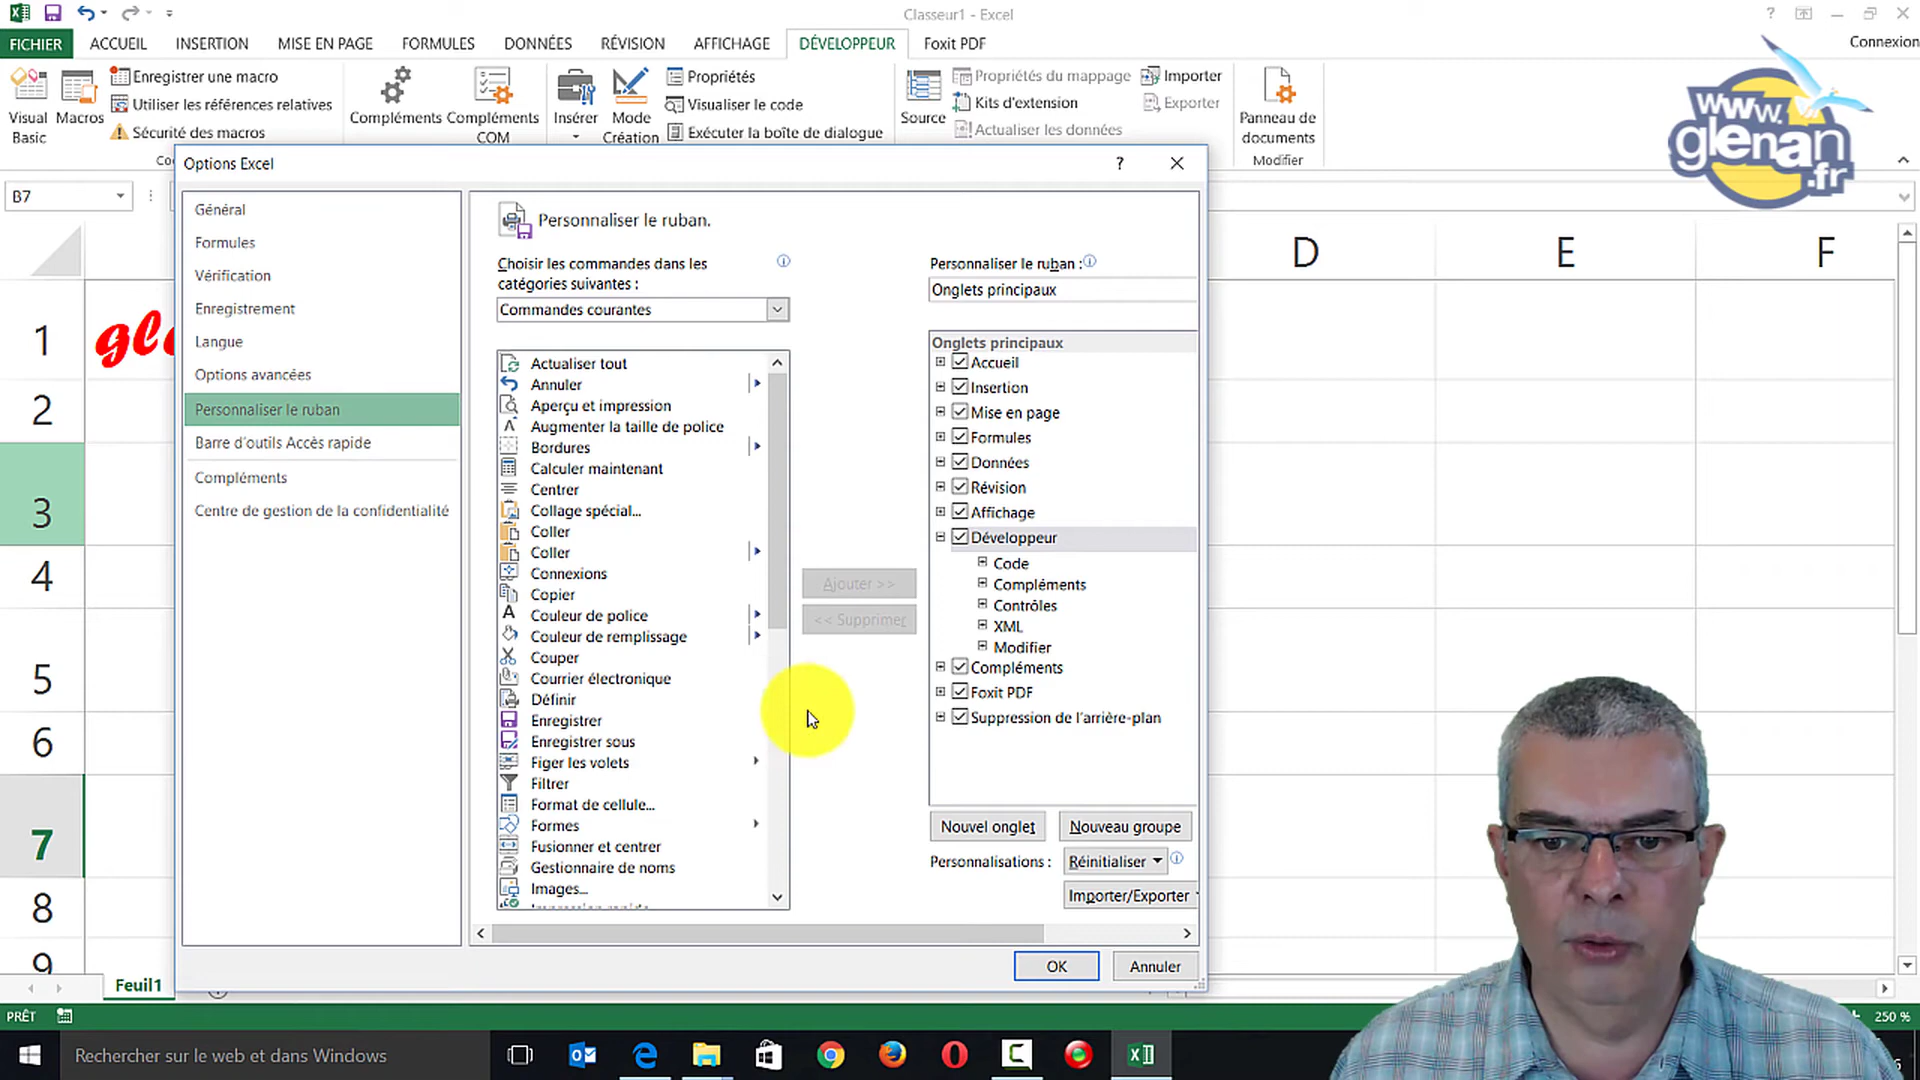 Classeur1 - Excel
FICHIER ACCUEIL INSERTION MISE EN PAGE FORMULES DONNÉES RÉVISION AFFICHAGE DÉVELOPPEUR Foxit PDF Connexion
Visual Basic
Macros
Enregistrer une macro
Utiliser les références relatives
Sécurité des macros
Compléments
Compléments COM
Insérer
Mode Création
Propriétés
Visualiser le code
Exécuter la boîte de dialogue
Source
Propriétés du mappage
Kits d'extension
Actualiser les données
Importer
Exporter
Panneau de documents
Modifier
www.
glenan
.fr
B7
D E F
1
2
3
4
5
6
7
8
9
Options Excel
Général
Formules
Vérification
Enregistrement
Langue
Options avancées
Personnaliser le ruban
Barre d'outils Accès rapide
Compléments
Centre de gestion de la confidentialité
Personnaliser le ruban.
Choisir les commandes dans les
catégories suivantes :
Commandes courantes
Actualiser tout
Annuler
Aperçu et impression
Augmenter la taille de police
Bordures
Calculer maintenant
Centrer
Collage spécial...
Coller
Coller
Connexions
Copier
Couleur de police
Couleur de remplissage
Couper
Courrier électronique
Définir
Enregistrer
Enregistrer sous
Figer les volets
Filtrer
Format de cellule...
Formes
Fusionner et centrer
Gestionnaire de noms
Images...
Ajouter >>
<< Supprimer
Personnaliser le ruban :
Onglets principaux
Onglets principaux
Accueil
Insertion
Mise en page
Formules
Données
Révision
Affichage
Développeur
Code
Compléments
Contrôles
XML
Modifier
Compléments
Foxit PDF
Suppression de l'arrière-plan
Nouvel onglet
Nouveau groupe
Personnalisations :
Réinitialiser
Importer/Exporter
OK
Annuler
Feuil1
PRÊT
250 %
Rechercher sur le web et dans Windows